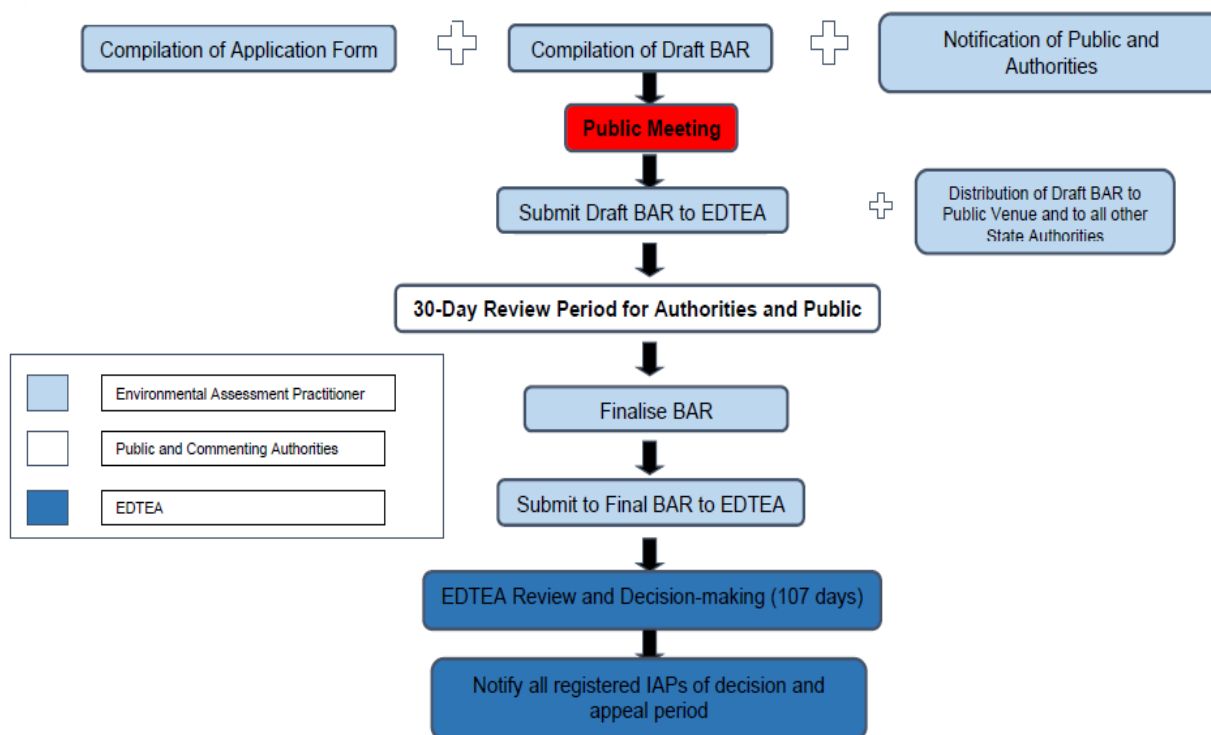 Compilation of Application Form
Compilation of Draft BAR
Notification of Public and
Authorities
Public Meeting
Submit Draft BAR to EDTEA
Distribution of Draft BAR to
Public Venue and to all other
State Authorities
30-Day Review Period for Authorities and Public
Environmental Assessment Practitioner
Public and Commenting Authorities
EDTEA
Finalise BAR
Submit to Final BAR to EDTEA
EDTEA Review and Decision-making (107 days)
Notify all registered IAPs of decision and
appeal period